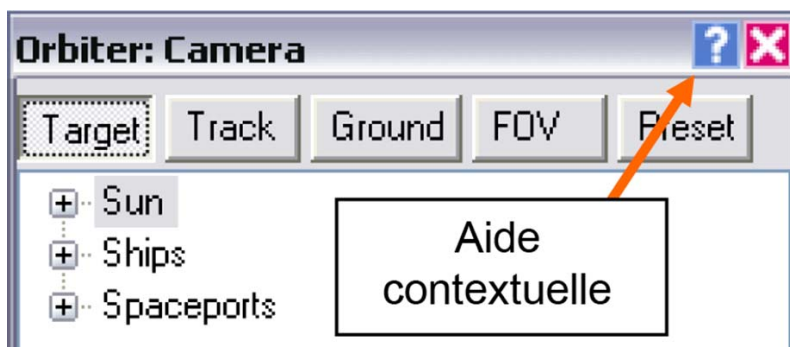 Orbiter: Camera ?
Target Track Ground FOV Preset
Sun
Ships
Spaceports
Aide
contextuelle